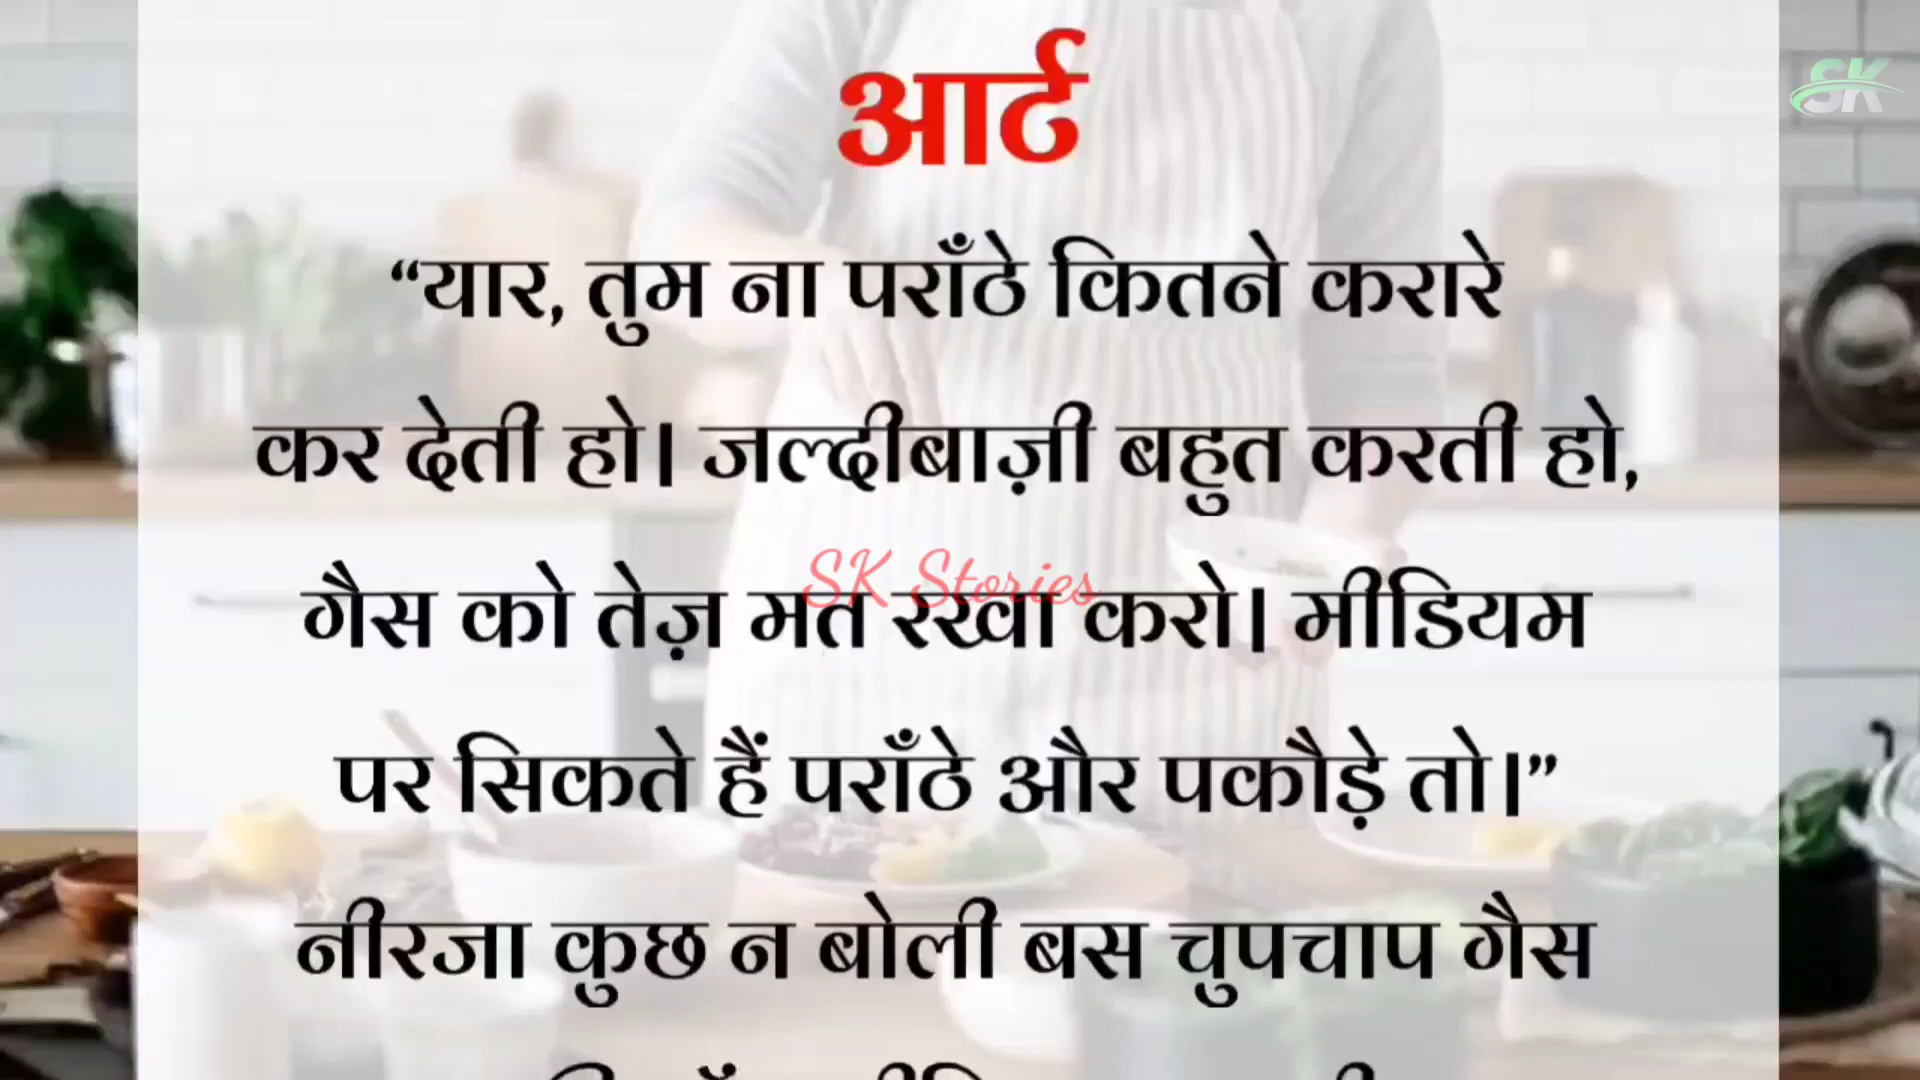 SK
आर्ट
“यार, तुम ना पराँठे कितने करारे
कर देती हो। जल्दीबाज़ी बहुत करती हो,
गैस को तेज़ मत रखा करो। मीडियम
SK Stories
पर सिकते हैं पराँठे और पकौड़े तो।”
नीरजा कुछ न बोली बस चुपचाप गैस